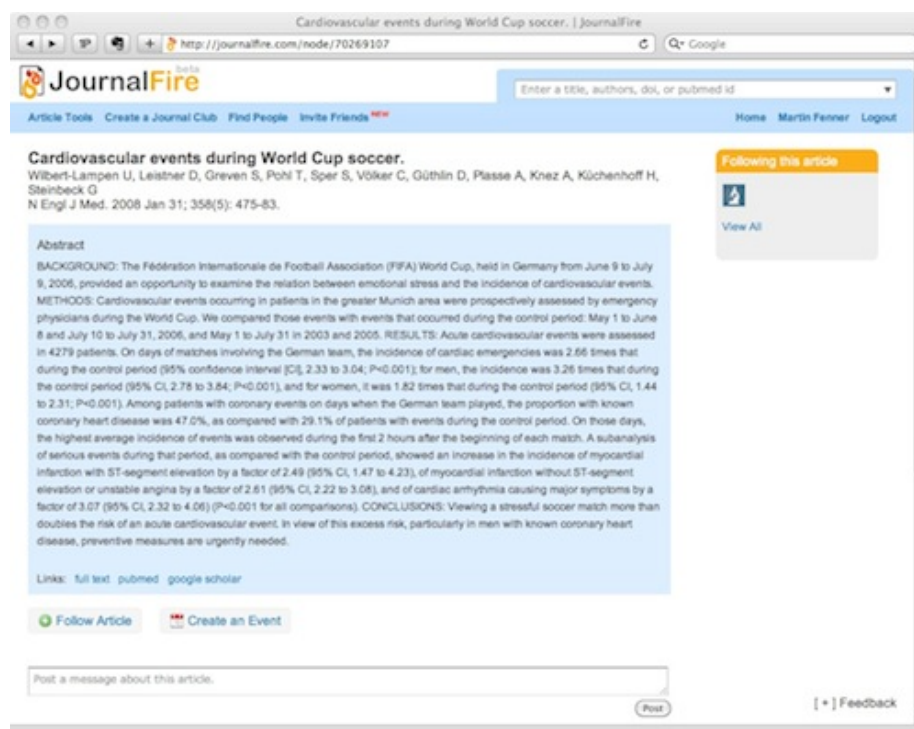 Cardiovascular events during World Cup soccer. | JournalFire
http://journalfire.com/node/70269107
Google
beta
JournalFire
Enter a title, authors, doi, or pubmed id
Article Tools Create a Journal Club Find People Invite Friends NEW
Home Martin Fenner Logout
Cardiovascular events during World Cup soccer.
Wilbert-Lampen U, Leistner D, Greven S, Pohl T, Sper S, Völker C, Güthlin D, Plasse A, Knez A, Küchenhoff H,
Steinbeck G
N Engl J Med. 2008 Jan 31; 358(5): 475-83.
Following this article
View All
Abstract
BACKGROUND: The Fédération Internationale de Football Association (FIFA) World Cup, held in Germany from June 9 to July
9, 2006, provided an opportunity to examine the relation between emotional stress and the incidence of cardiovascular events.
METHODS: Cardiovascular events occuring in patients in the greater Munich area were prospectively assessed by emergency
physicians during the World Cup. We compared those events with events that occurred during the control period: May 1 to June
8 and July 10 to July 31, 2006, and May 1 to July 31 in 2003 and 2005. RESULTS: Acute cardiovascular events were assessed
in 4279 patients. On days of matches involving the German team, the incidence of cardiac emergencies was 2.66 times that
during the control period (95% confidence interval [CI], 2.33 to 3.04; P<0.001); for men, the incidence was 3.26 times that during
the control period (95% CI, 2.78 to 3.84; P<0.001), and for women, it was 1.82 times that during the control period (95% CI, 1.44
to 2.31; P<0.001). Among patients with coronary events on days when the German team played, the proportion with known
coronary heart disease was 47.0%, as compared with 29.1% of patients with events during the control period. On those days,
the highest average incidence of events was observed during the first 2 hours after the beginning of each match. A subanalysis
of serious events during that period, as compared with the control period, showed an increase in the incidence of myocardial
infarction with ST-segment elevation by a factor of 2.49 (95% CI, 1.47 to 4.23), of myocardial infarction without ST-segment
elevation or unstable angina by a factor of 2.61 (95% CI, 2.22 to 3.08), and of cardiac arrhythmia causing major symptoms by a
factor of 3.07 (95% CI, 2.32 to 4.06) (P<0.001 for all comparisons). CONCLUSIONS: Viewing a stressful soccer match more than
doubles the risk of an acute cardiovascular event. In view of this excess risk, particularly in men with known coronary heart
disease, preventive measures are urgently needed.
Links: full text pubmed google scholar
Follow Article Create an Event
Post a message about this article.
Post
[ + ] Feedback